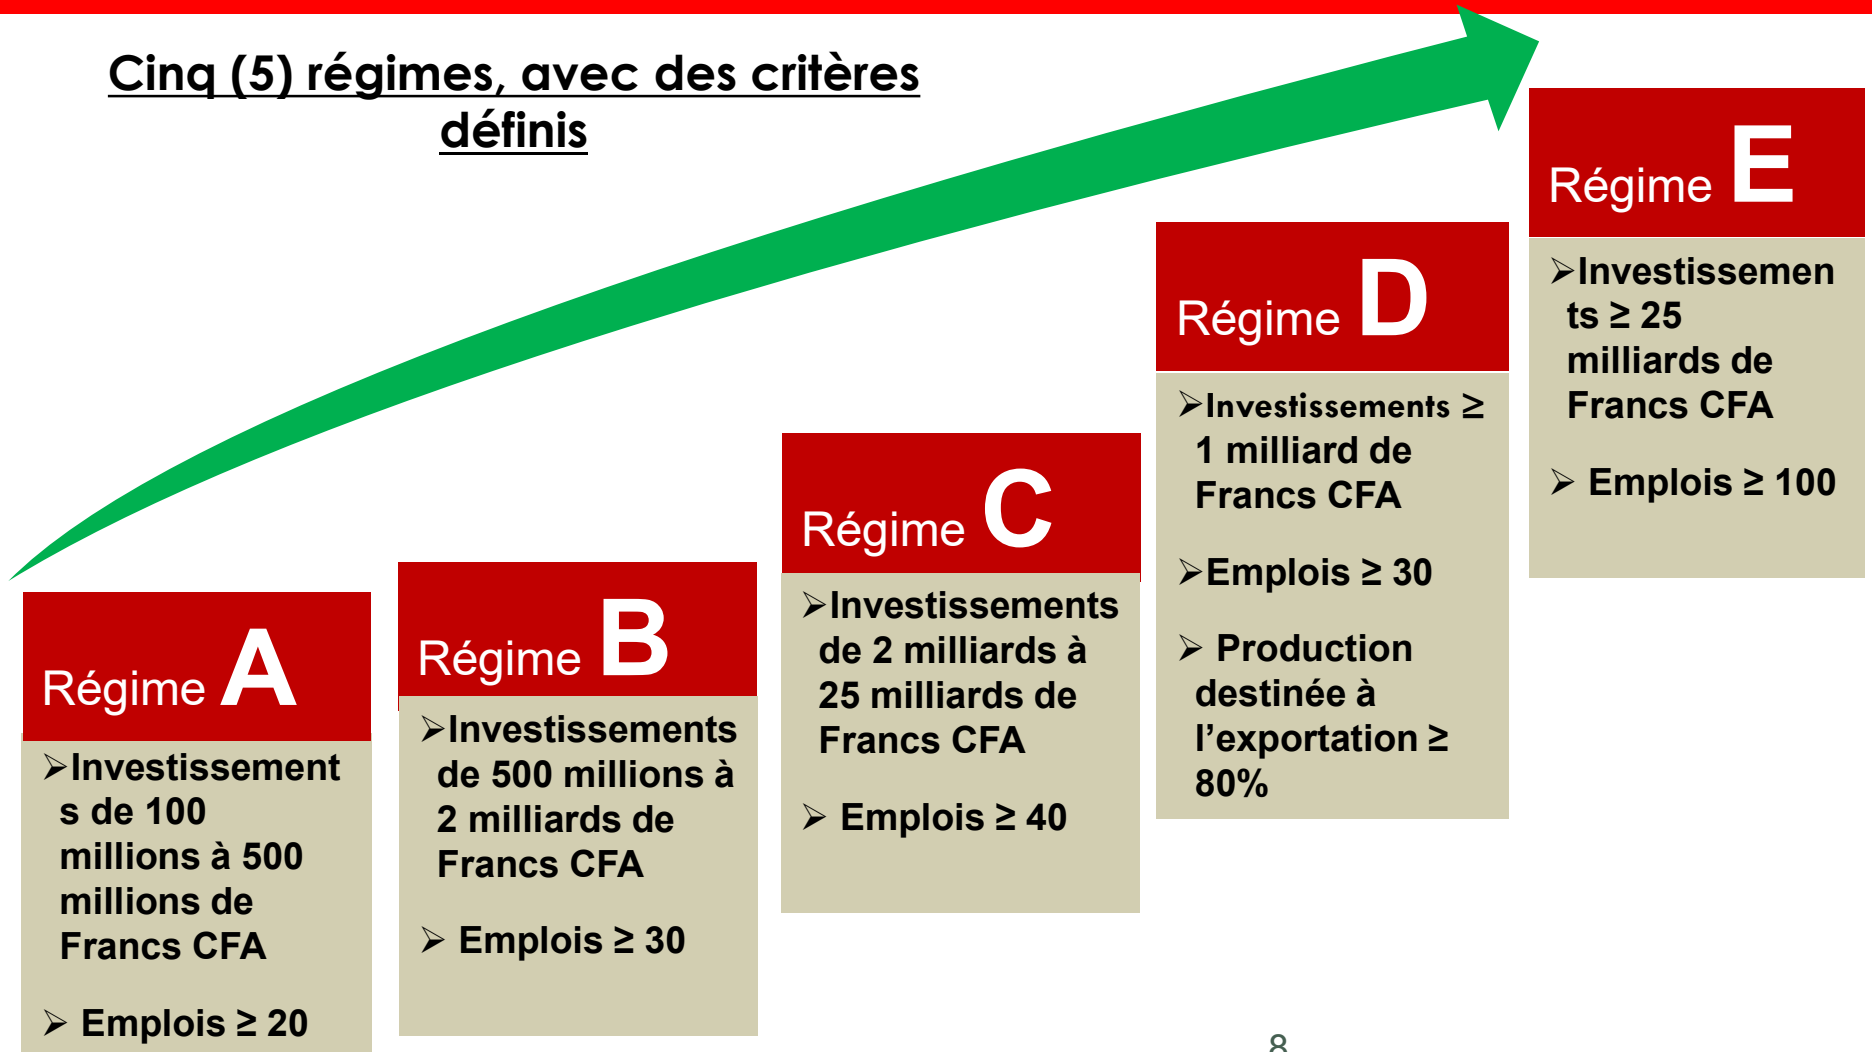 Cinq (5) régimes, avec des critères
définis
Régime A
➢Investissement
s de 100
millions à 500
millions de
Francs CFA
➢ Emplois ≥ 20
Régime B
➢Investissements
de 500 millions à
2 milliards de
Francs CFA
➢ Emplois ≥ 30
Régime C
➢Investissements
de 2 milliards à
25 milliards de
Francs CFA
➢ Emplois ≥ 40
Régime D
➢Investissements ≥
1 milliard de
Francs CFA
➢Emplois ≥ 30
➢ Production
destinée à
l’exportation ≥
80%
Régime E
➢Investissemen
ts ≥ 25
milliards de
Francs CFA
➢ Emplois ≥ 100
8